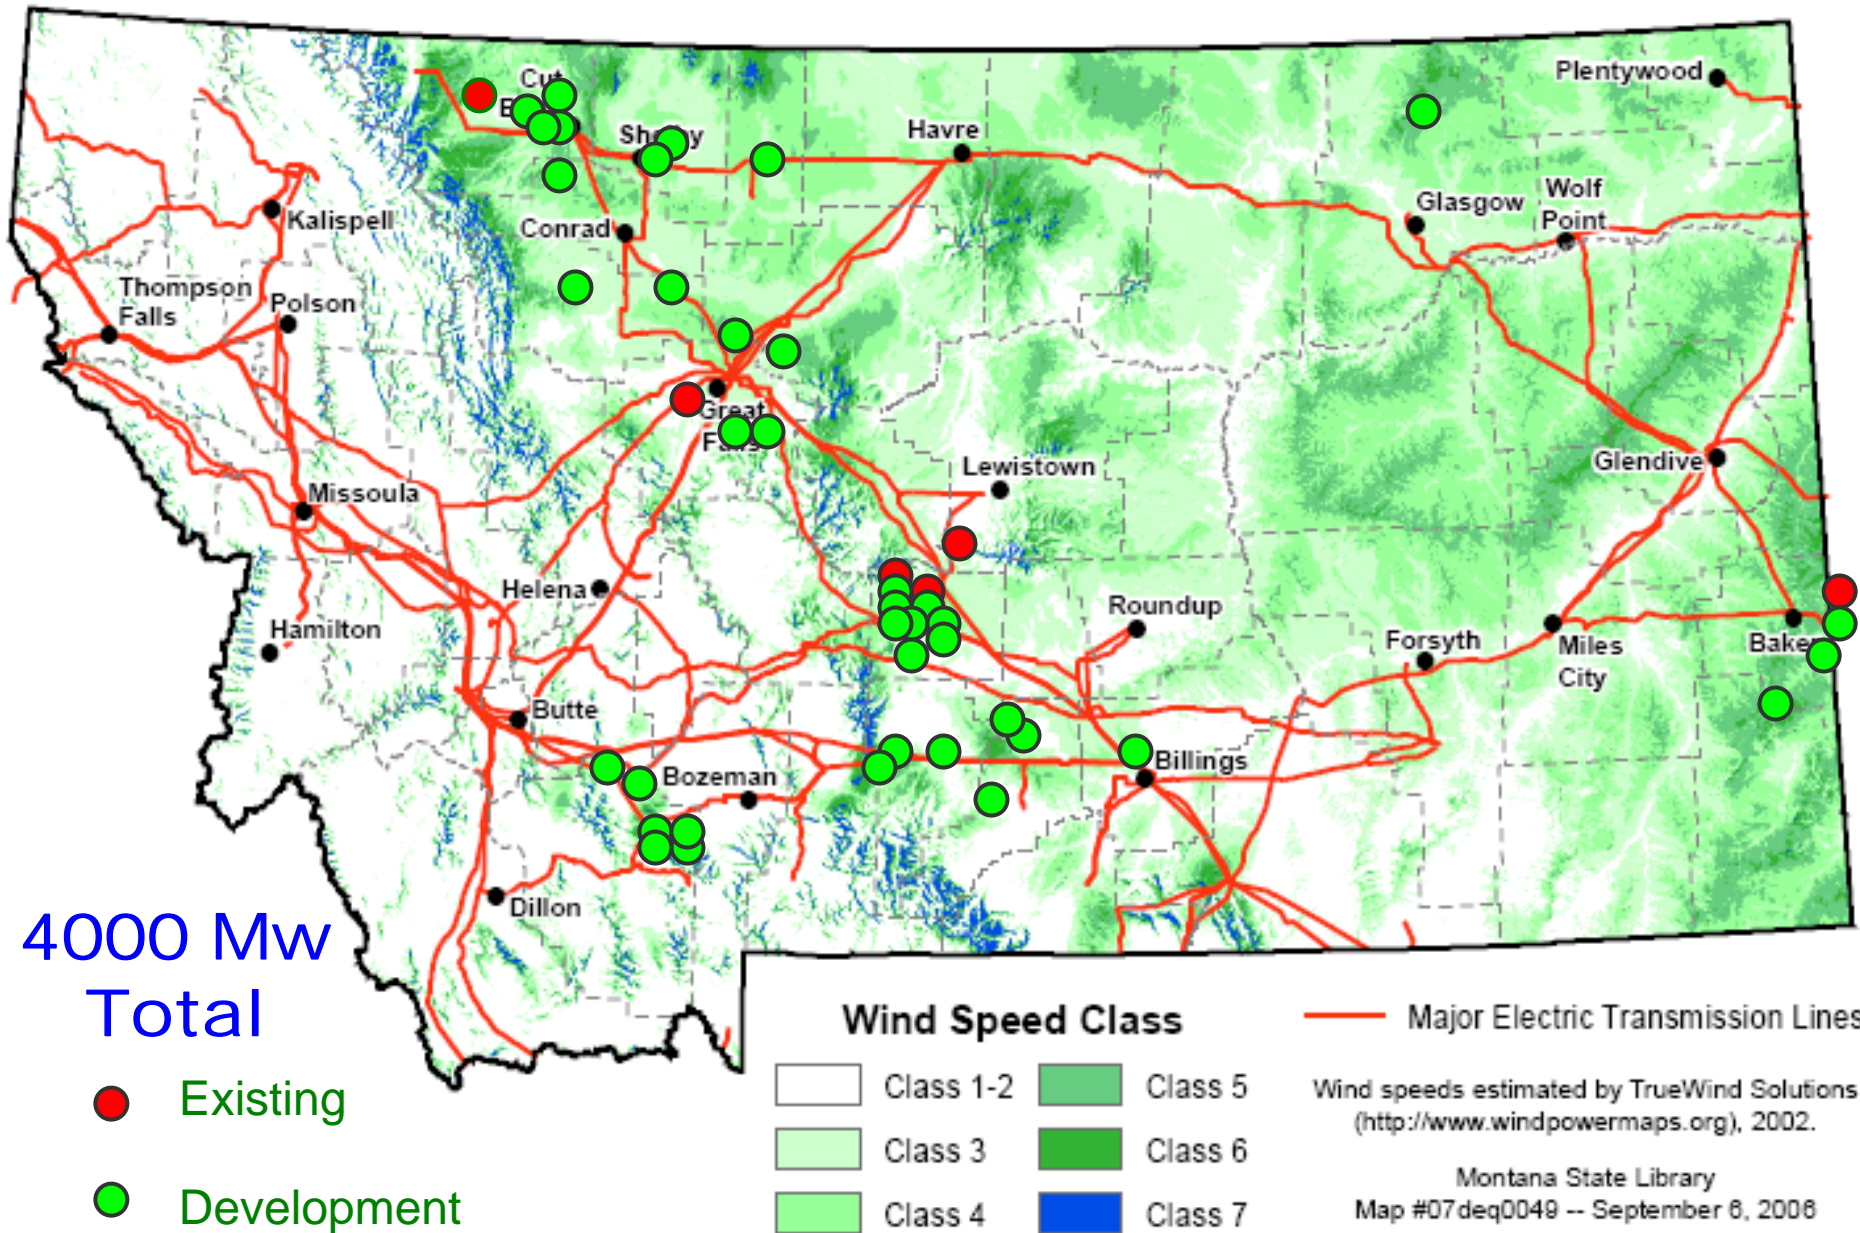 Cut
Plentywood
Shelby
Havre
Wolf
Point
Glasgow
Kalispell
Conrad
Thompson
Falls
Polson
Great
Falls
Lewistown
Glendive
Missoula
Helena
Roundup
Hamilton
Forsyth
Miles
City
Baker
Butte
Billings
Bozeman
Dillon
4000 Mw
Total
Existing
Development
Wind Speed Class
Class 1-2
Class 5
Class 3
Class 6
Class 4
Class 7
Major Electric Transmission Lines
Wind speeds estimated by TrueWind Solutions
(http://www.windpowermaps.org), 2002.
Montana State Library
Map #07deq0049 -- September 6, 2006